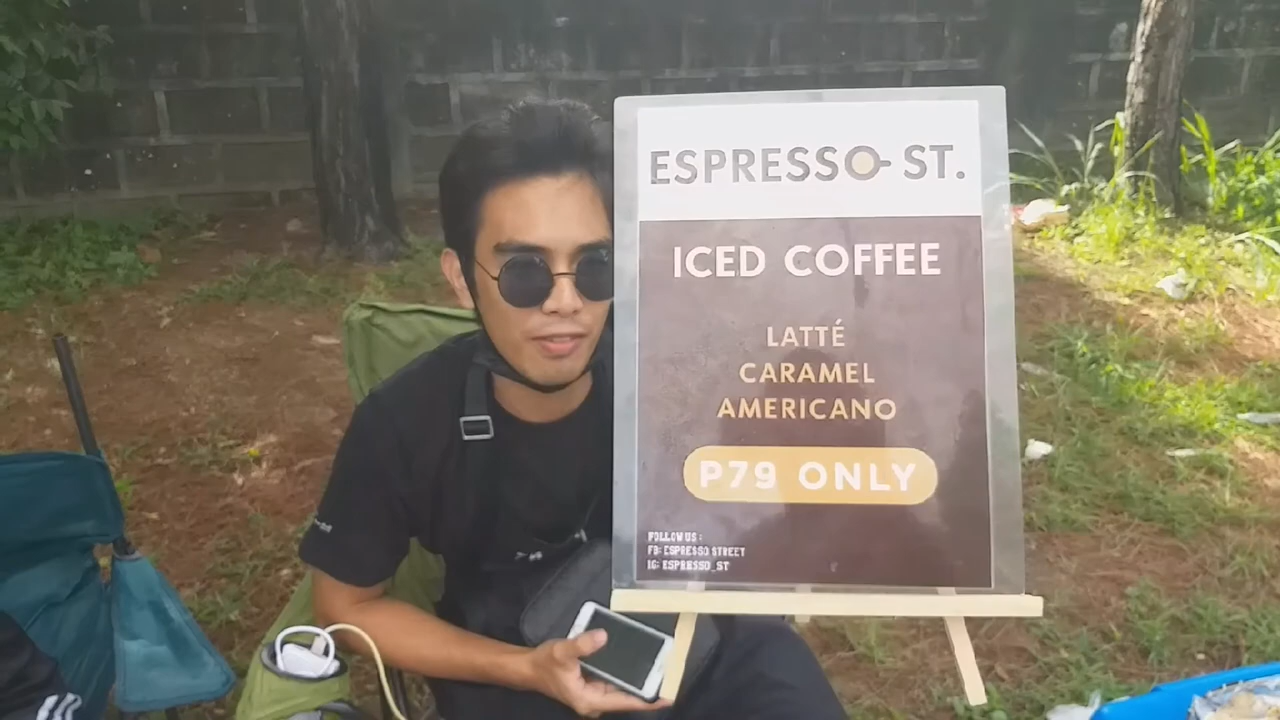 ESPRESSO ST.
ICED COFFEE
LATTÉ
CARAMEL
AMERICANO
P79 ONLY
FOLLOW US :
FB: ESPRESSO STREET
IG: ESPRESSO_ST